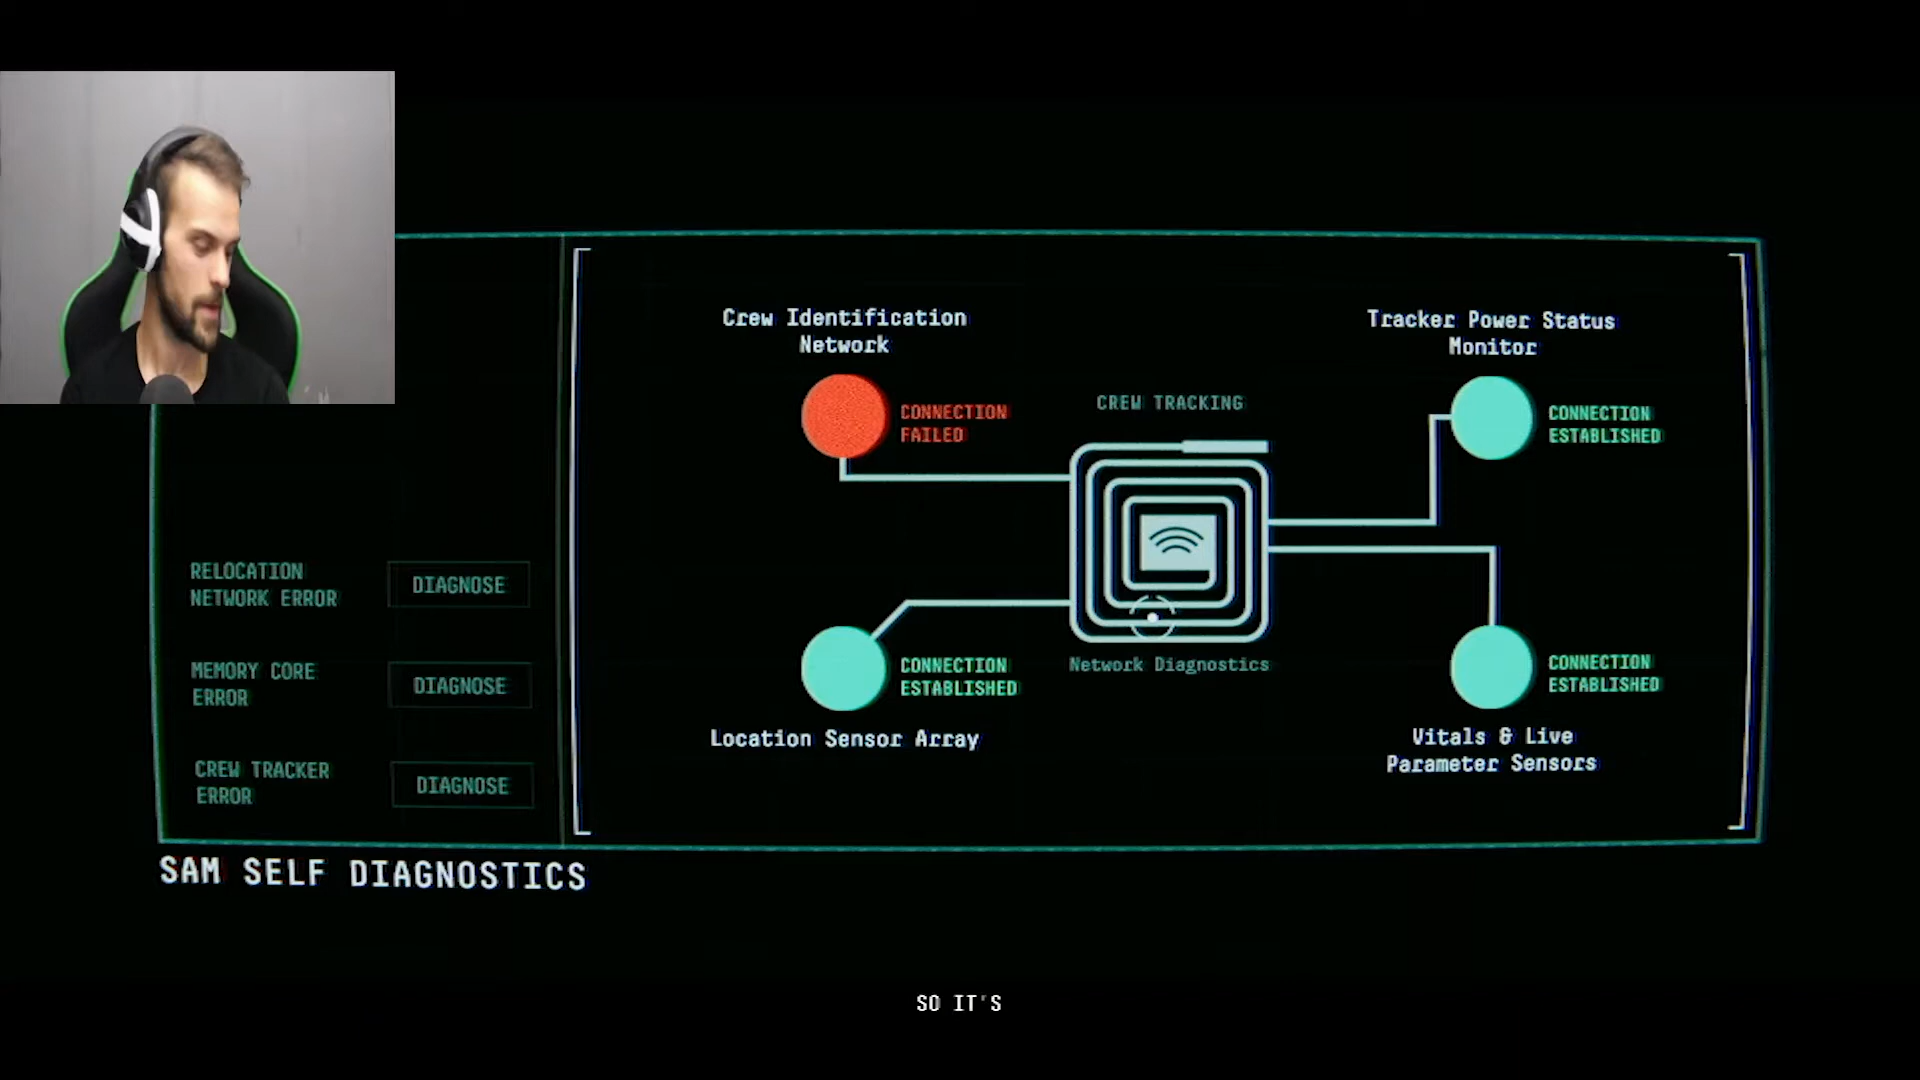 Crew Identification
Network
CONNECTION
FAILED
CREW TRACKING
Tracker Power Status
Monitor
CONNECTION
ESTABLISHED
RELOCATION
NETWORK ERROR
DIAGNOSE
MEMORY CORE
ERROR
DIAGNOSE
CREW TRACKER
ERROR
DIAGNOSE
CONNECTION
ESTABLISHED
Location Sensor Array
Network Diagnostics
CONNECTION
ESTABLISHED
Vitals & Live
Parameter Sensors
SAM SELF DIAGNOSTICS
SO IT'S